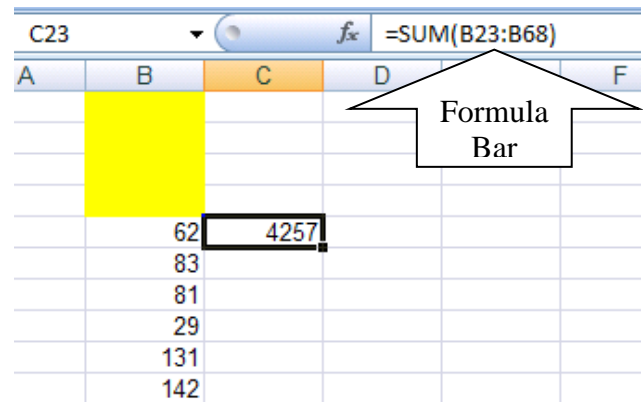 C23 fx =SUM(B23:B68)
A B C D F
Formula
Bar
62 4257
83
81
29
131
142